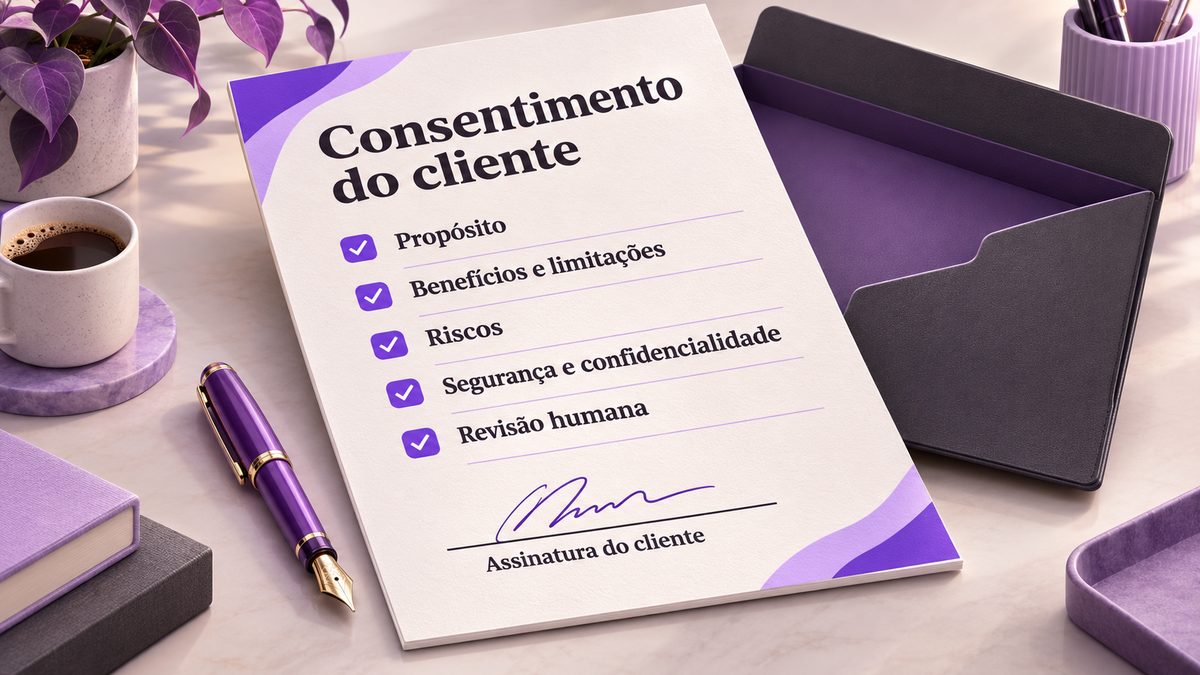 Consentimento
do cliente
Propósito
Benefícios e limitações
Riscos
Segurança e confidencialidade
Revisão humana
Assinatura do cliente